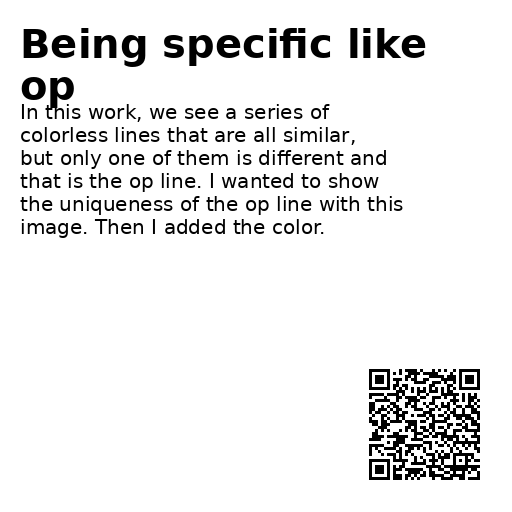 Being specific like
op
In this work, we see a series of
colorless lines that are all similar,
but only one of them is different and
that is the op line. I wanted to show
the uniqueness of the op line with this
image. Then I added the color.